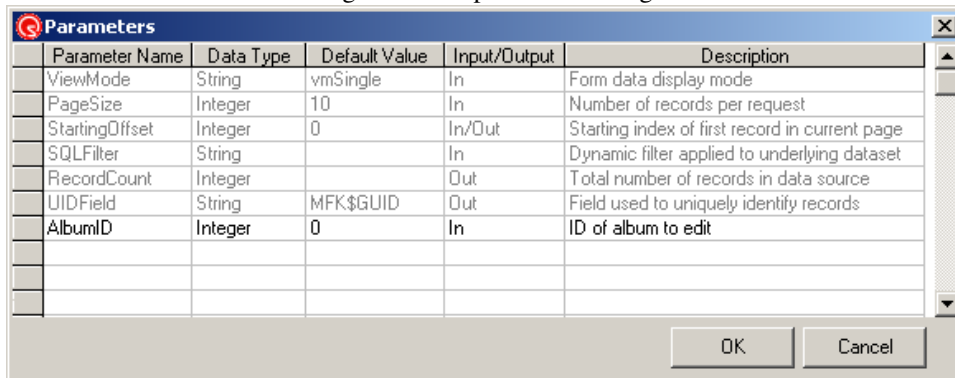 Parameters
Parameter Name Data Type Default Value Input/Output Description
ViewMode String vmSingle In Form data display mode
PageSize Integer 10 In Number of records per request
StartingOffset Integer 0 In/Out Starting index of first record in current page
SQLFilter String In Dynamic filter applied to underlying dataset
RecordCount Integer Out Total number of records in data source
UIDField String MFK$GUID Out Field used to uniquely identify records
AlbumID Integer 0 In ID of album to edit
OK Cancel